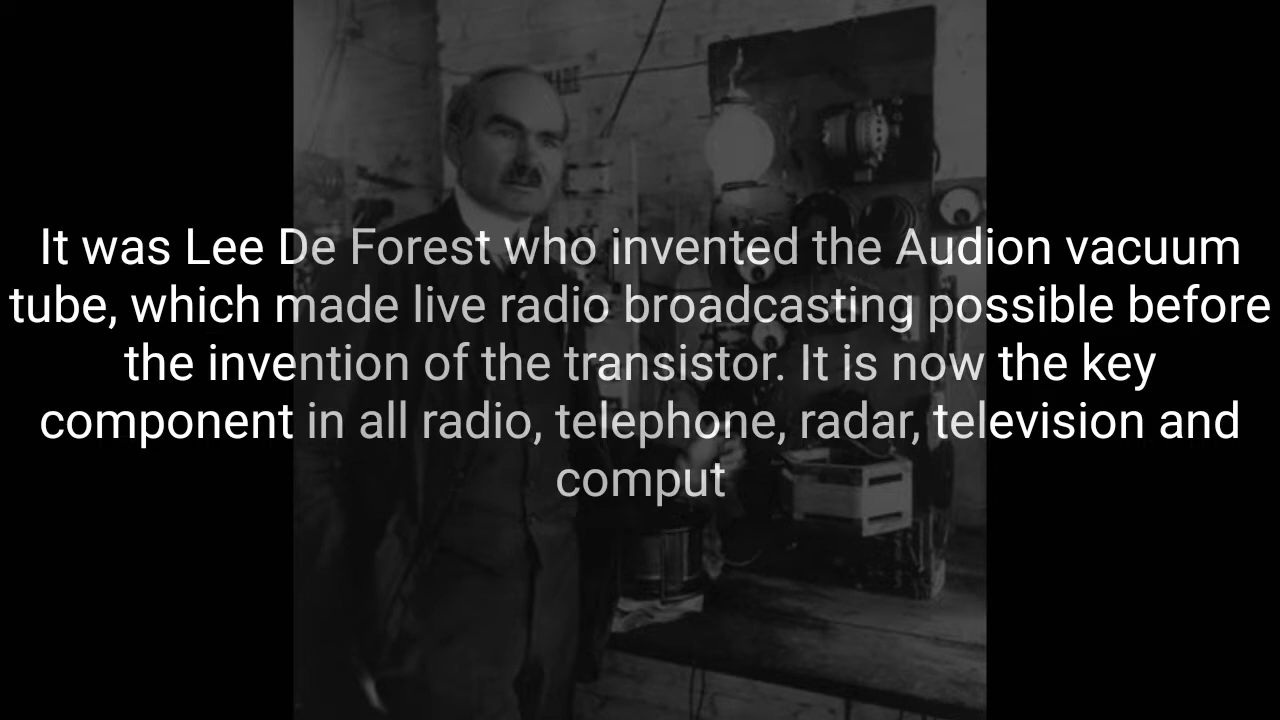 It was Lee De Forest who invented the Audion vacuum
tube, which made live radio broadcasting possible before
the invention of the transistor. It is now the key
component in all radio, telephone, radar, television and
comput